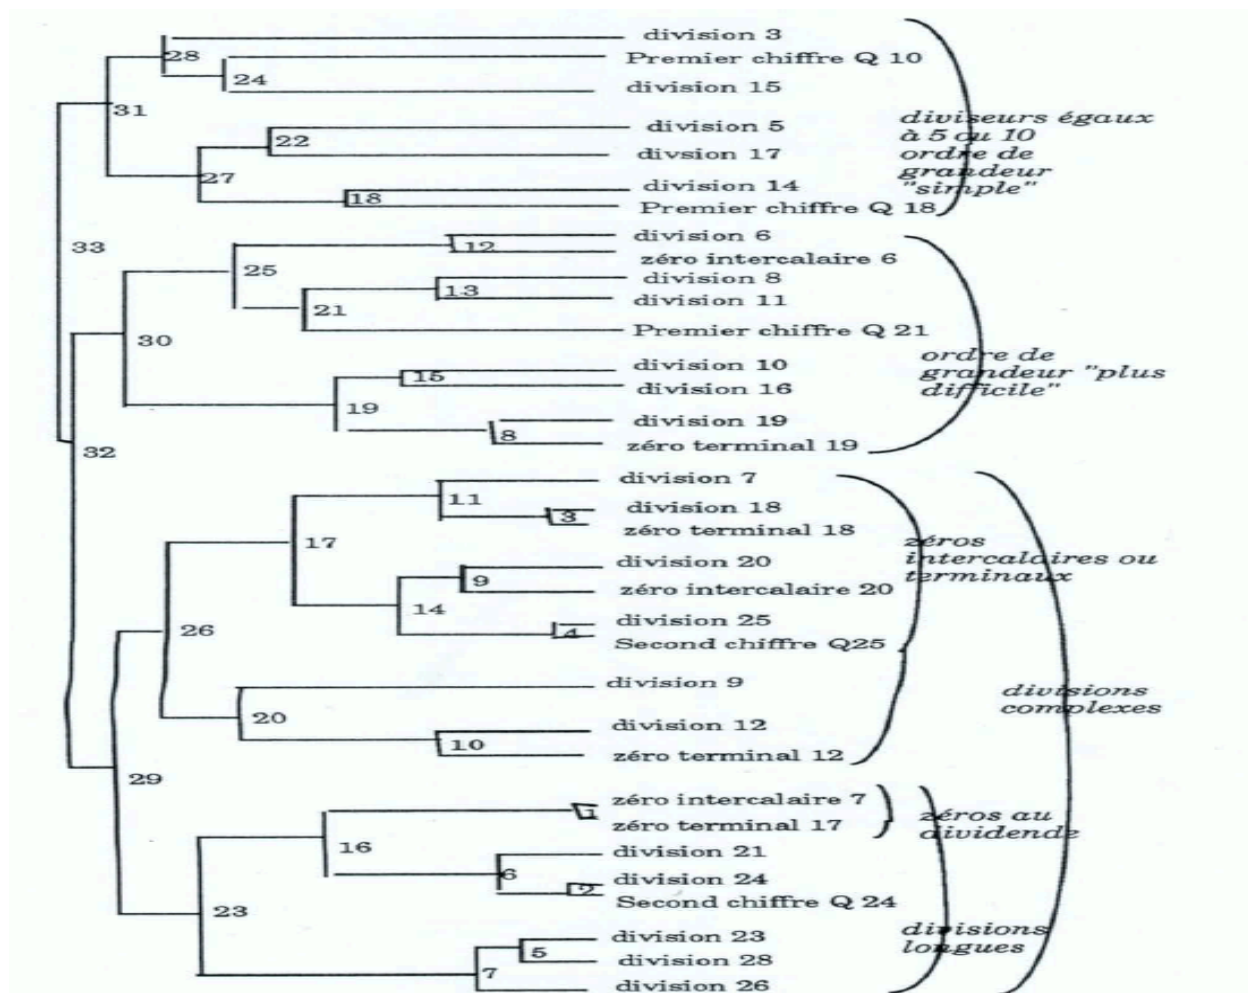 division 3
28
Premier chiffre Q 10
24
division 15
31
diviseurs égaux
à 5 ou 10
ordre de
grandeur
"simple"
division 5
22
divsion 17
27
division 14
18
Premier chiffre Q 18
33
division 6
12
zéro intercalaire 6
25
division 8
13
division 11
21
Premier chiffre Q 21
30
ordre de
grandeur "plus
difficile"
division 10
15
division 16
19
division 19
8
zéro terminal 19
32
division 7
11
division 18
3
zéro terminal 18
17
zéros
intercalaires ou
terminaux
division 20
9
zéro intercalaire 20
14
division 25
4
Second chiffre Q25
26
division 9
20
divisions
complexes
division 12
10
zéro terminal 12
29
zéro intercalaire 7
1
zéro terminal 17
zéros au
dividende
16
division 21
6
division 24
2
Second chiffre Q 24
23
division 23
5
division 28
divisions
longues
7
division 26